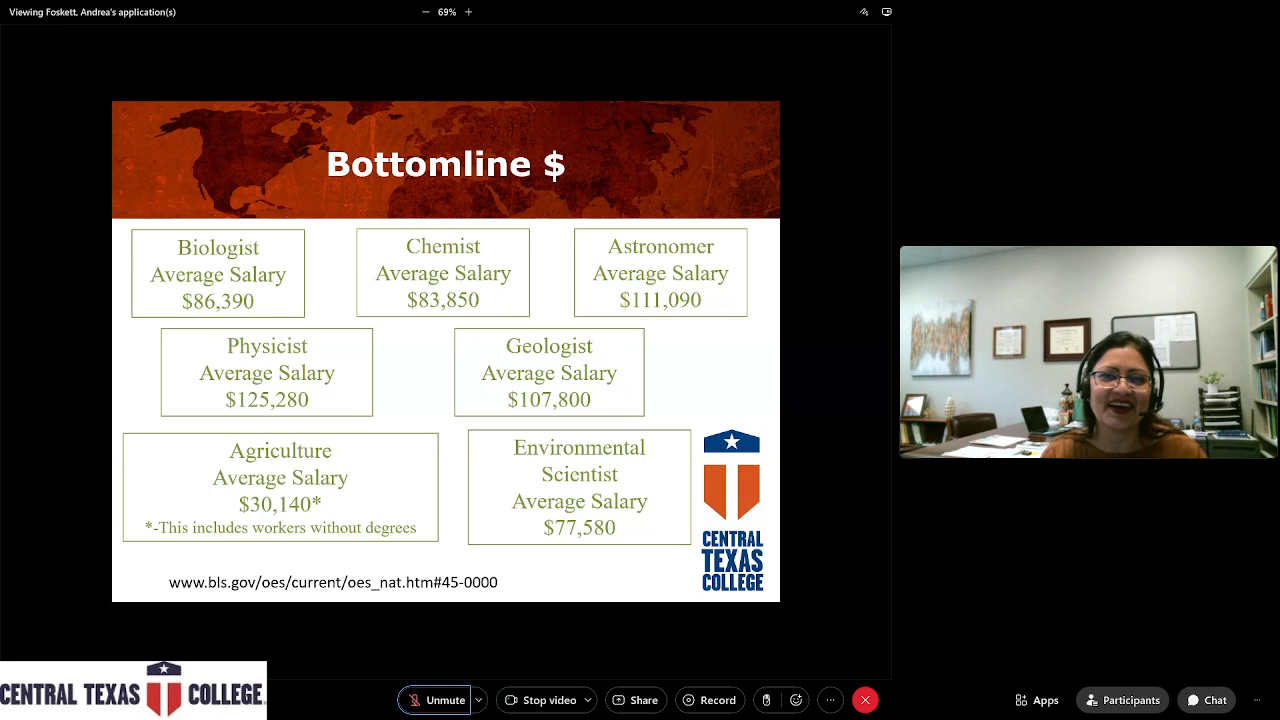 Viewing Foskett, Andrea's application(s)
69%
Bottomline $
Biologist
Average Salary
$86,390
Chemist
Average Salary
$83,850
Astronomer
Average Salary
$111,090
Physicist
Average Salary
$125,280
Geologist
Average Salary
$107,800
Agriculture
Average Salary
$30,140*
*-This includes workers without degrees
Environmental
Scientist
Average Salary
$77,580
CENTRAL
TEXAS
COLLEGE
www.bls.gov/oes/current/oes_nat.htm#45-0000
CENTRAL TEXAS COLLEGE
Unmute
Stop video
Share
Record
Apps
Participants
Chat